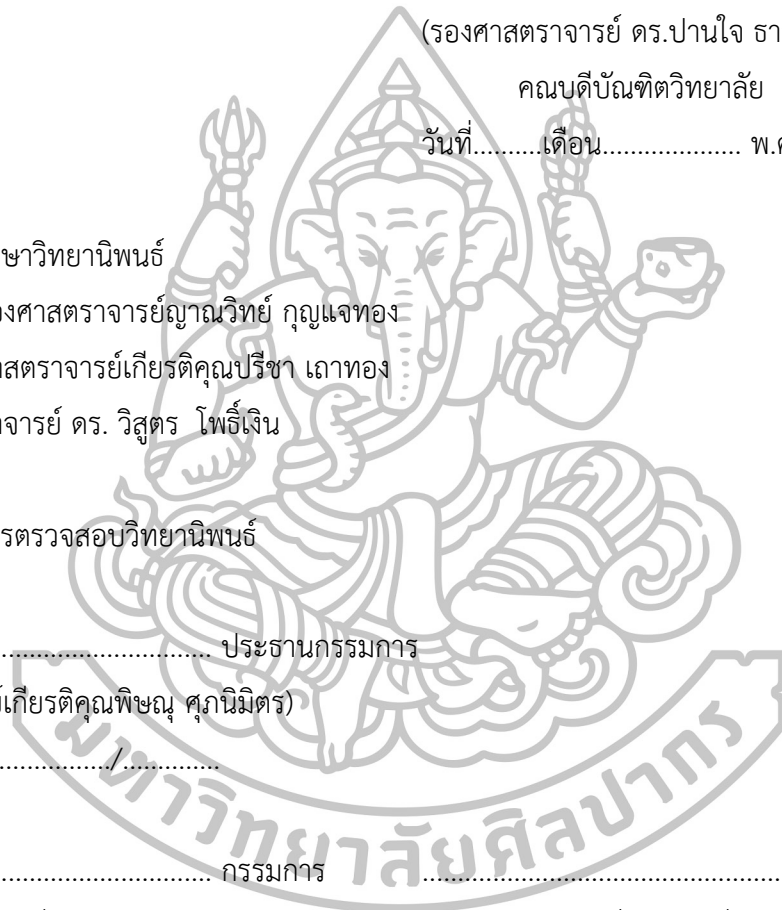 (รองศาสตราจารย์ ดร.ปานใจ
คณบดีบัณฑิตวิทยาลัย
วันที่..........เดือน.................... พ.ศ
ษาวิทยานิพนธ์
องศาสตราจารย์ญาณวิทย์ กุญแจทอง
าสตราจารย์เกียรติคุณปรีชา เถาทอง
าจารย์ ดร. วิสูตร โพธิ์เงิน
รตรวจสอบวิทยานิพนธ์
............................... ประธานกรรมการ
์เกียรติคุณพิษณุ ศุภนิมิตร)
................./..............
............................... กรรมการ ....................................................
มหาวิทยาลัยศิลปากร